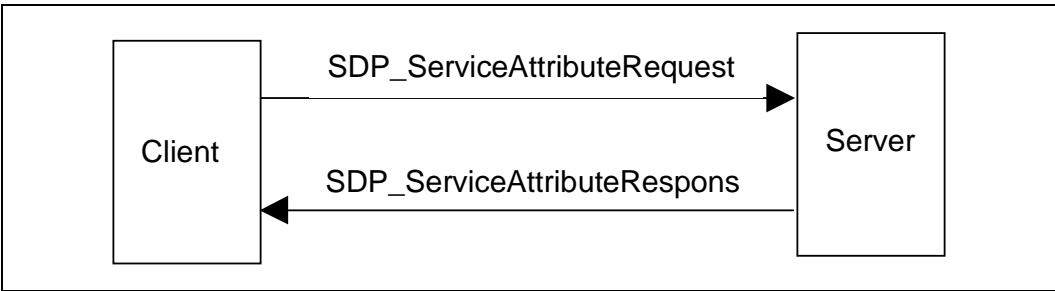 SDP_ServiceAttributeRequest
Client
Server
SDP_ServiceAttributeRespons